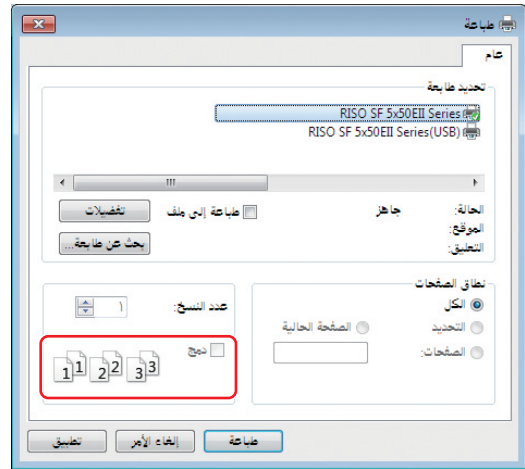 طباعة
عام
تحديد طابعة
RISO SF 5x50EII Series
RISO SF 5x50EII Series(USB)
الحالة: جاهز
طباعة إلى ملف
تفضيلات
الموقع:
التعليق:
بحث عن طابعة...
نطاق الصفحات
الكل
التحديد
الصفحة الحالية
الصفحات:
عدد النسخ:
١
دمج
1 1 2 2 3 3
طباعة
إلغاء الأمر
تطبيق